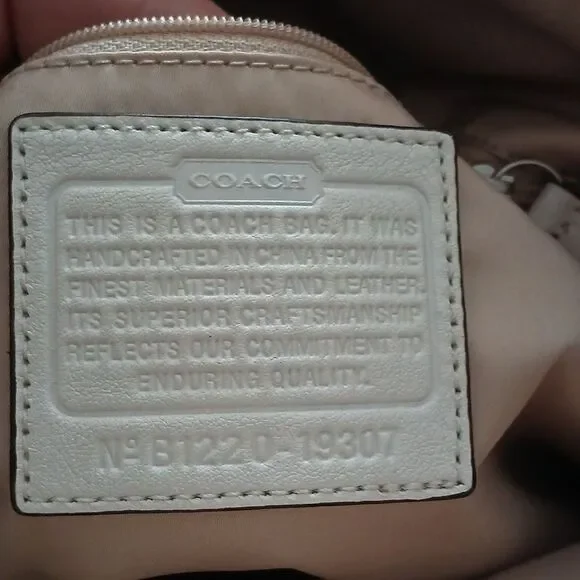 COACH
COACH
THIS IS A COACH BAG. IT WAS
HANDCRAFTED IN CHINA FROM THE
FINEST MATERIALS AND LEATHER.
ITS SUPERIOR CRAFTSMANSHIP
REFLECTS OUR COMMITMENT TO
ENDURING QUALITY.
Nº B1220-19307